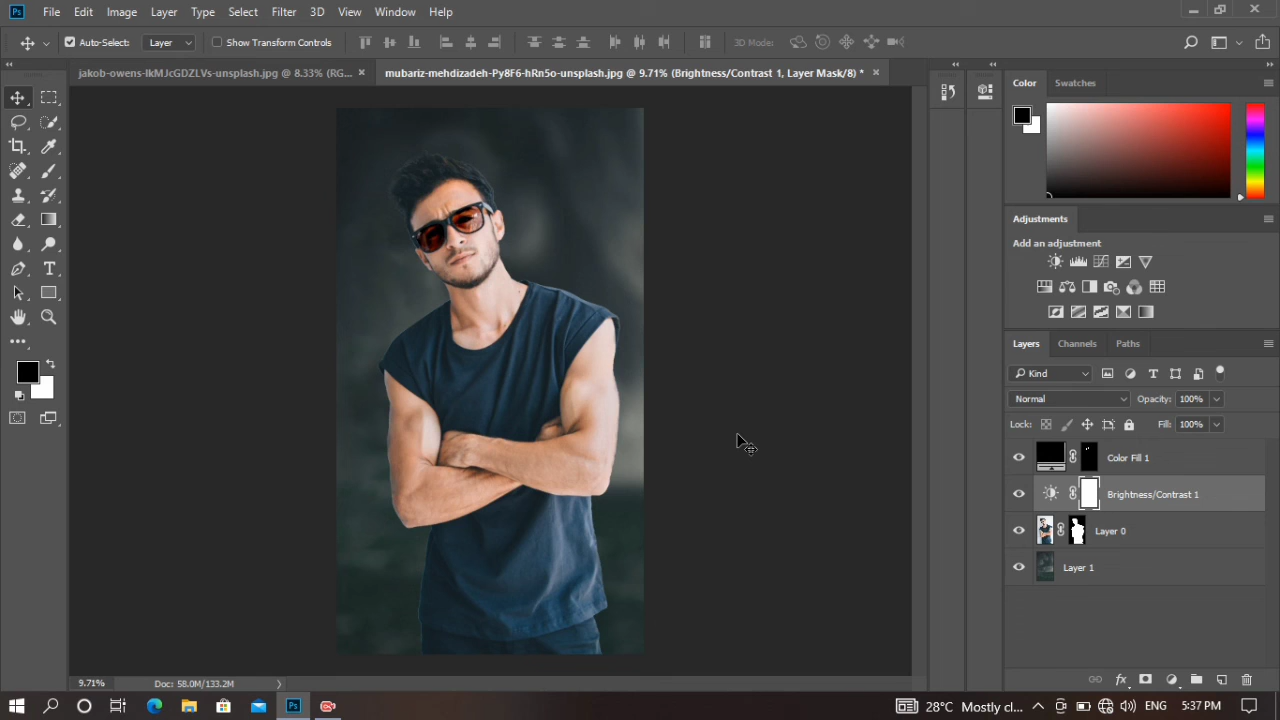 Ps File Edit Image Layer Type Select Filter 3D View Window Help
Auto-Select: Layer Show Transform Controls 3D Mode:
jakob-owens-lkMJcGDZLVs-unsplash.jpg @ 8.33% (RG... × mubariz-mehdizadeh-Py8F6-hRn5o-unsplash.jpg @ 9.71% (Brightness/Contrast 1, Layer Mask/8) * ×
Color Swatches
Adjustments
Add an adjustment
Layers Channels Paths
Kind
Normal Opacity: 100%
Lock: Fill: 100%
Color Fill 1
Brightness/Contrast 1
Layer 0
Layer 1
9.71% Doc: 58.0M/133.2M
28°C Mostly cl... ENG 5:37 PM